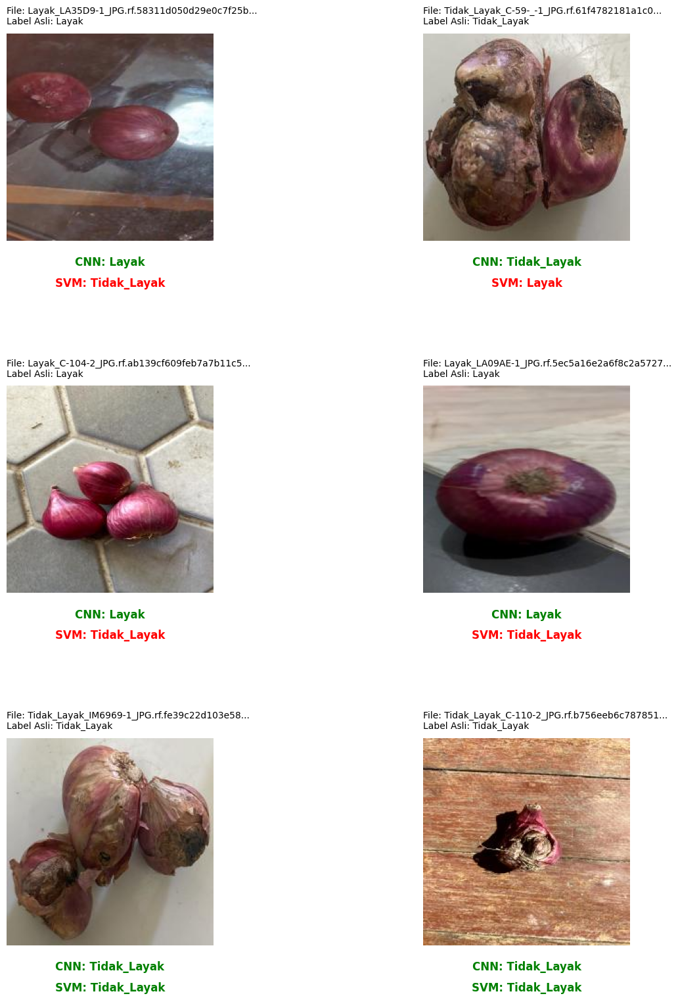 File: Layak_LA35D9-1_JPG.rf.58311d050d29e0c7f25b...
Label Asli: Layak
CNN: Layak
SVM: Tidak_Layak
File: Tidak_Layak_C-59-_-1_JPG.rf.61f4782181a1c0...
Label Asli: Tidak_Layak
CNN: Tidak_Layak
SVM: Layak
File: Layak_C-104-2_JPG.rf.ab139cf609feb7a7b11c5...
Label Asli: Layak
CNN: Layak
SVM: Tidak_Layak
File: Layak_LA09AE-1_JPG.rf.5ec5a16e2a6f8c2a5727...
Label Asli: Layak
CNN: Layak
SVM: Tidak_Layak
File: Tidak_Layak_IM6969-1_JPG.rf.fe39c22d103e58...
Label Asli: Tidak_Layak
CNN: Tidak_Layak
SVM: Tidak_Layak
File: Tidak_Layak_C-110-2_JPG.rf.b756eeb6c787851...
Label Asli: Tidak_Layak
CNN: Tidak_Layak
SVM: Tidak_Layak